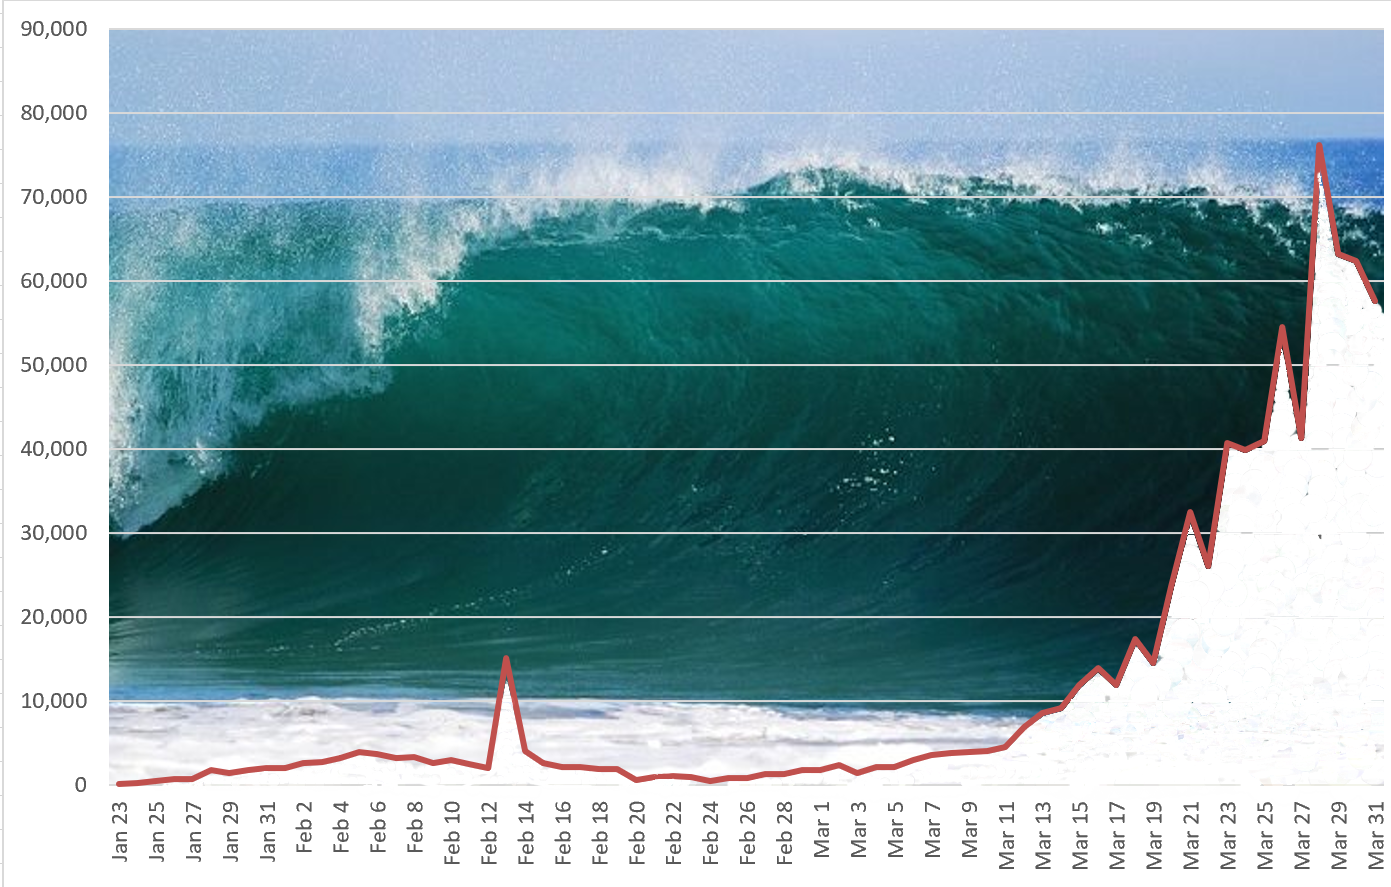 90,000
80,000
70,000
60,000
50,000
40,000
30,000
20,000
10,000
0
Jan 23
Jan 25
Jan 27
Jan 29
Jan 31
Feb 2
Feb 4
Feb 6
Feb 8
Feb 10
Feb 12
Feb 14
Feb 16
Feb 18
Feb 20
Feb 22
Feb 24
Feb 26
Feb 28
Mar 1
Mar 3
Mar 5
Mar 7
Mar 9
Mar 11
Mar 13
Mar 15
Mar 17
Mar 19
Mar 21
Mar 23
Mar 25
Mar 27
Mar 29
Mar 31